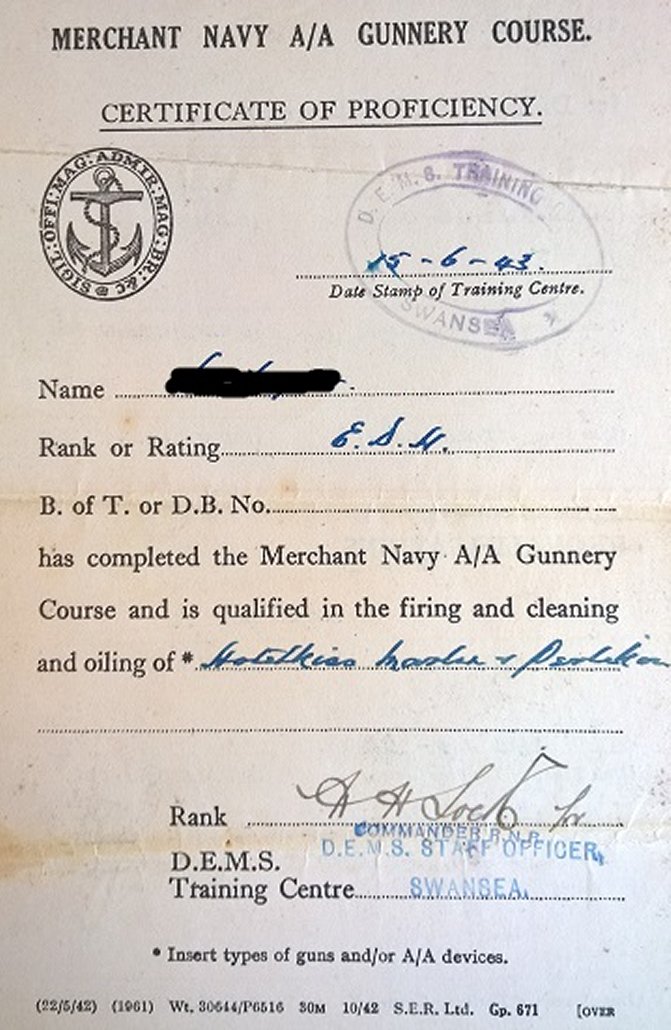 MERCHANT NAVY A/A GUNNERY COURSE.
CERTIFICATE OF PROFICIENCY.
SIGIL: OFFI: MAG: ADMIR: MAG: BR: &c
D. E. M. S. TRAINING
15-6-43.
Date Stamp of Training Centre.
SWANSEA
Name
Rank or Rating
B. of T. or D.B. No.
has completed the Merchant Navy A/A Gunnery
Course and is qualified in the firing and cleaning
and oiling of * Hotchkiss Marlin & Oerlikon
Rank
COMMANDER R.N.R.
D.E.M.S. STAFF OFFICER,
D.E.M.S.
Training Centre SWANSEA.
* Insert types of guns and/or A/A devices.
(22/5/42) (1961) Wt. 30644/P6516 30M 10/42 S.E.R. Ltd. Gp. 671 [OVER